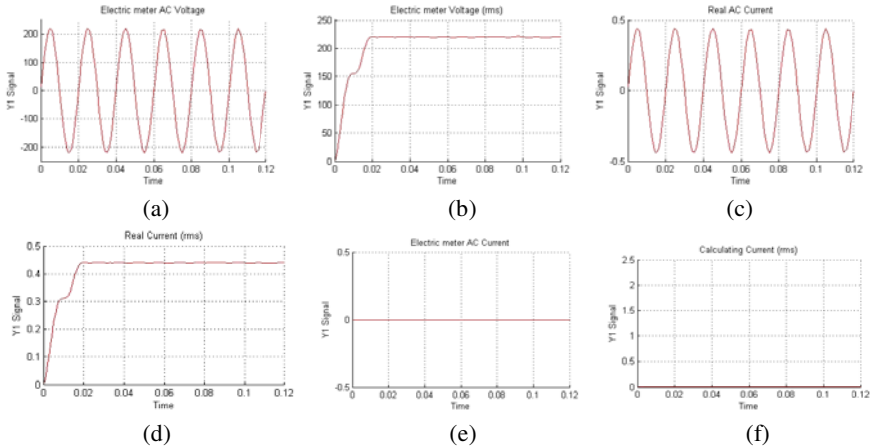 Electric meter AC Voltage
Y1 Signal
200
100
0
-100
-200
0 0.02 0.04 0.06 0.08 0.1 0.12
Time
(a)
Electric meter Voltage (rms)
Y1 Signal
250
200
150
100
50
0
0 0.02 0.04 0.06 0.08 0.1 0.12
Time
(b)
Real AC Current
Y1 Signal
0.5
0
-0.5
0 0.02 0.04 0.06 0.08 0.1 0.12
Time
(c)
Real Current (rms)
Y1 Signal
0.5
0.4
0.3
0.2
0.1
0
0 0.02 0.04 0.06 0.08 0.1 0.12
Time
(d)
Electric meter AC Current
Y1 Signal
0.5
0
-0.5
0 0.02 0.04 0.06 0.08 0.1 0.12
Time
(e)
Calculating Current (rms)
Y1 Signal
2.5
2
1.5
1
0.5
0
0 0.02 0.04 0.06 0.08 0.1 0.12
Time
(f)